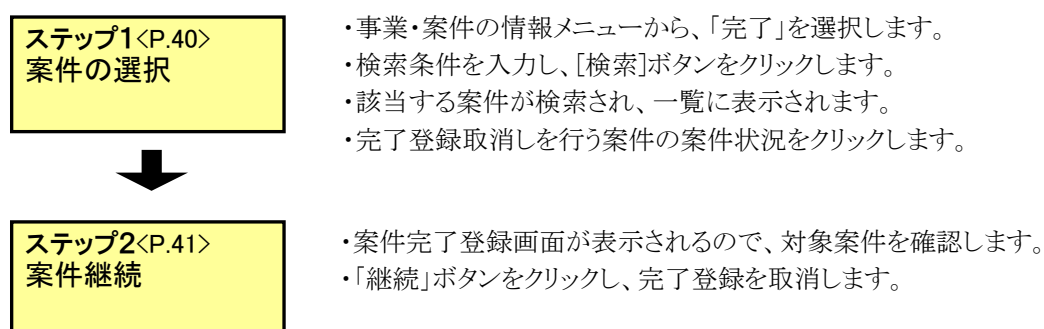 ステップ1<P.40>
案件の選択
・事業・案件の情報メニューから、「完了」を選択します。
・検索条件を入力し、[検索]ボタンをクリックします。
・該当する案件が検索され、一覧に表示されます。
・完了登録取消しを行う案件の案件状況をクリックします。
ステップ2<P.41>
案件継続
・案件完了登録画面が表示されるので、対象案件を確認します。
・「継続」ボタンをクリックし、完了登録を取消します。